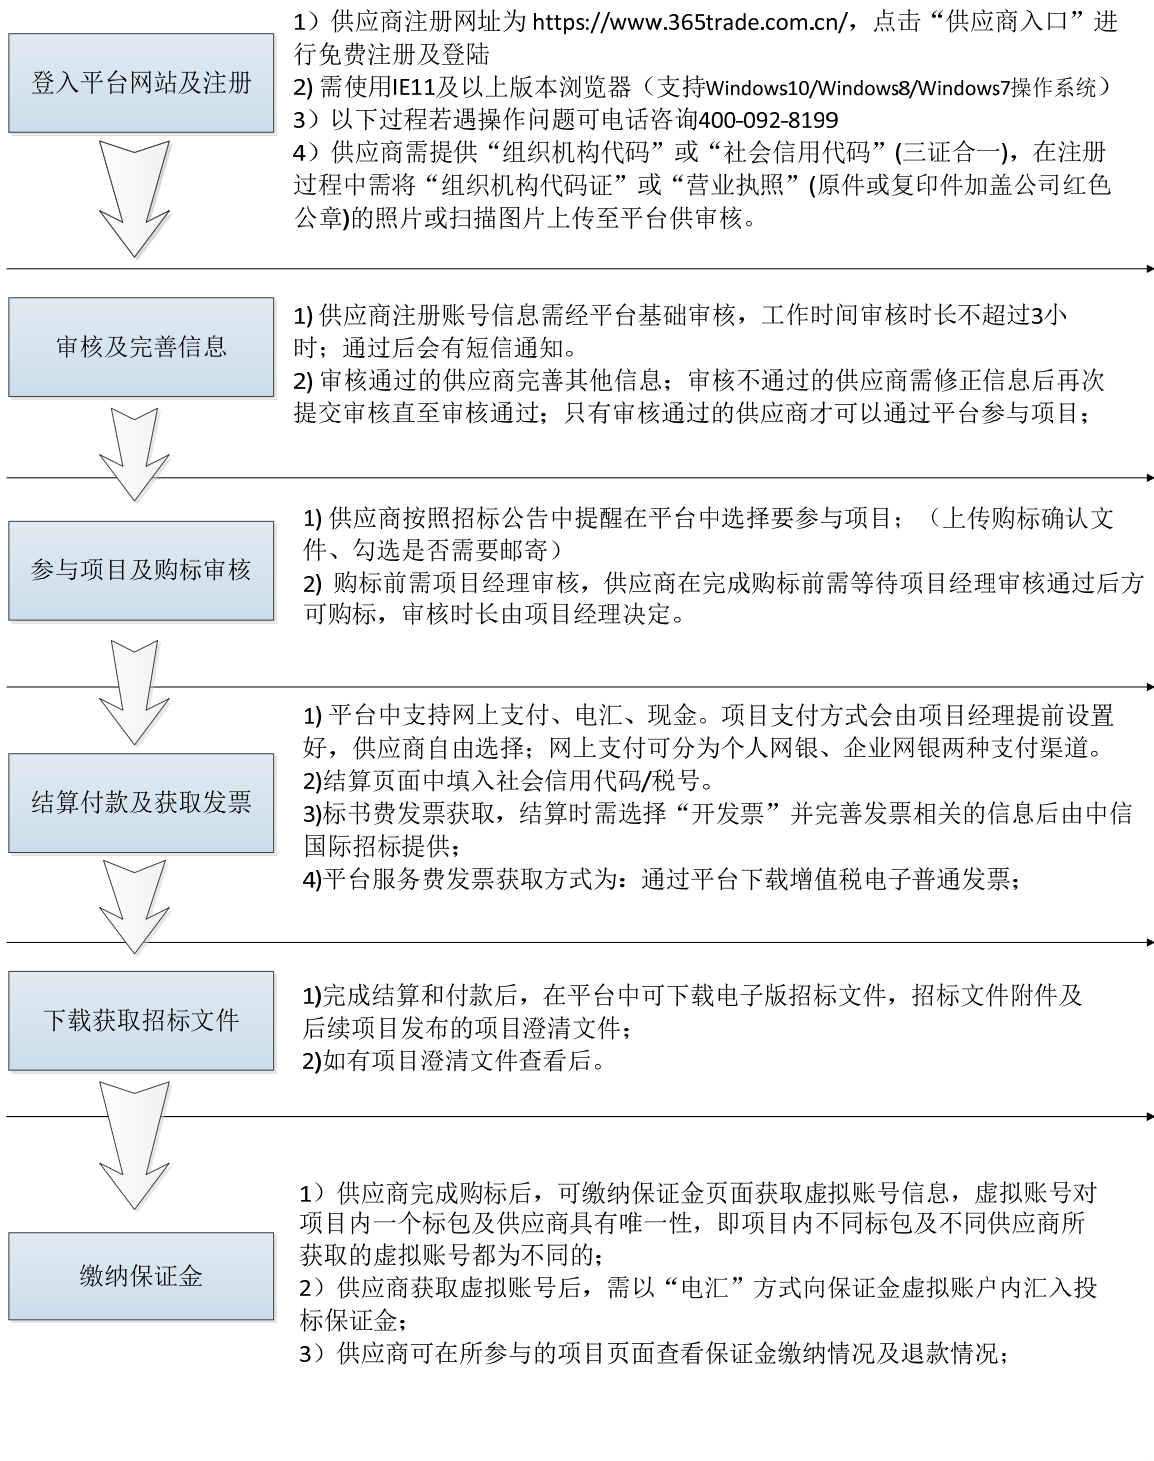 登入平台网站及注册
1）供应商注册网址为 https://www.365trade.com.cn/，点击“供应商入口”进
行免费注册及登陆
2) 需使用IE11及以上版本浏览器（支持Windows10/Windows8/Windows7操作系统）
3）以下过程若遇操作问题可电话咨询400-092-8199
4）供应商需提供“组织机构代码”或“社会信用代码”(三证合一)，在注册
过程中需将“组织机构代码证”或“营业执照”(原件或复印件加盖公司红色
公章)的照片或扫描图片上传至平台供审核。
审核及完善信息
1) 供应商注册账号信息需经平台基础审核，工作时间审核时长不超过3小
时；通过后会有短信通知。
2) 审核通过的供应商完善其他信息；审核不通过的供应商需修正信息后再次
提交审核直至审核通过；只有审核通过的供应商才可以通过平台参与项目；
参与项目及购标审核
1) 供应商按照招标公告中提醒在平台中选择要参与项目；（上传购标确认文
件、勾选是否需要邮寄）
2) 购标前需项目经理审核，供应商在完成购标前需等待项目经理审核通过后方
可购标，审核时长由项目经理决定。
结算付款及获取发票
1) 平台中支持网上支付、电汇、现金。项目支付方式会由项目经理提前设置
好，供应商自由选择；网上支付可分为个人网银、企业网银两种支付渠道。
2)结算页面中填入社会信用代码/税号。
3)标书费发票获取，结算时需选择“开发票”并完善发票相关的信息后由中信
国际招标提供；
4)平台服务费发票获取方式为：通过平台下载增值税电子普通发票；
下载获取招标文件
1)完成结算和付款后，在平台中可下载电子版招标文件，招标文件附件及
后续项目发布的项目澄清文件；
2)如有项目澄清文件查看后。
缴纳保证金
1）供应商完成购标后，可缴纳保证金页面获取虚拟账号信息，虚拟账号对
项目内一个标包及供应商具有唯一性，即项目内不同标包及不同供应商所
获取的虚拟账号都为不同的；
2）供应商获取虚拟账号后，需以“电汇”方式向保证金虚拟账户内汇入投
标保证金；
3）供应商可在所参与的项目页面查看保证金缴纳情况及退款情况；